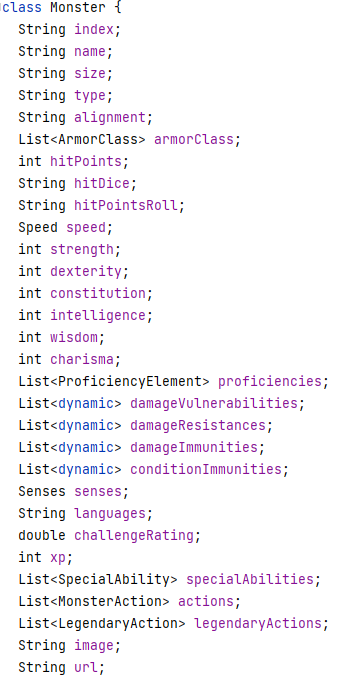 class Monster {
String index;
String name;
String size;
String type;
String alignment;
List<ArmorClass> armorClass;
int hitPoints;
String hitDice;
String hitPointsRoll;
Speed speed;
int strength;
int dexterity;
int constitution;
int intelligence;
int wisdom;
int charisma;
List<ProficiencyElement> proficiencies;
List<dynamic> damageVulnerabilities;
List<dynamic> damageResistances;
List<dynamic> damageImmunities;
List<dynamic> conditionImmunities;
Senses senses;
String languages;
double challengeRating;
int xp;
List<SpecialAbility> specialAbilities;
List<MonsterAction> actions;
List<LegendaryAction> legendaryActions;
String image;
String url;